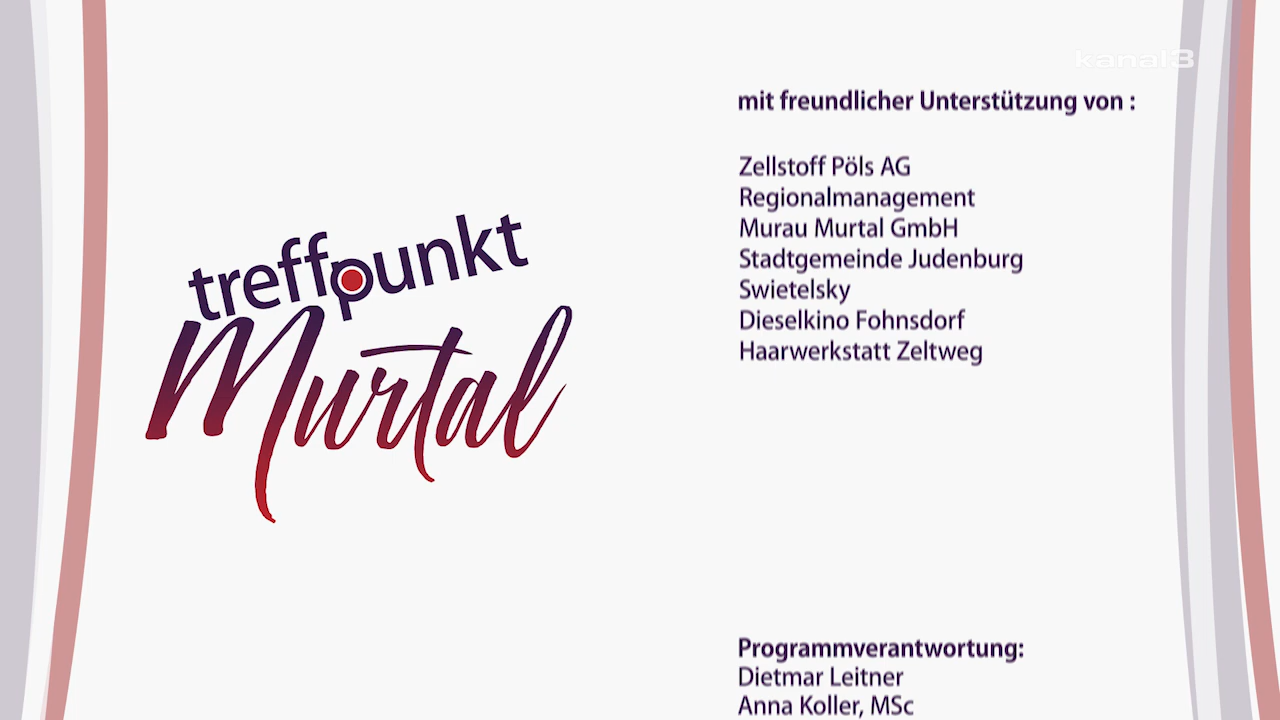 kanal3
treffpunkt
Murtal
mit freundlicher Unterstützung von :
Zellstoff Pöls AG
Regionalmanagement
Murau Murtal GmbH
Stadtgemeinde Judenburg
Swietelsky
Dieselkino Fohnsdorf
Haarwerkstatt Zeltweg
Programmverantwortung:
Dietmar Leitner
Anna Koller, MSc